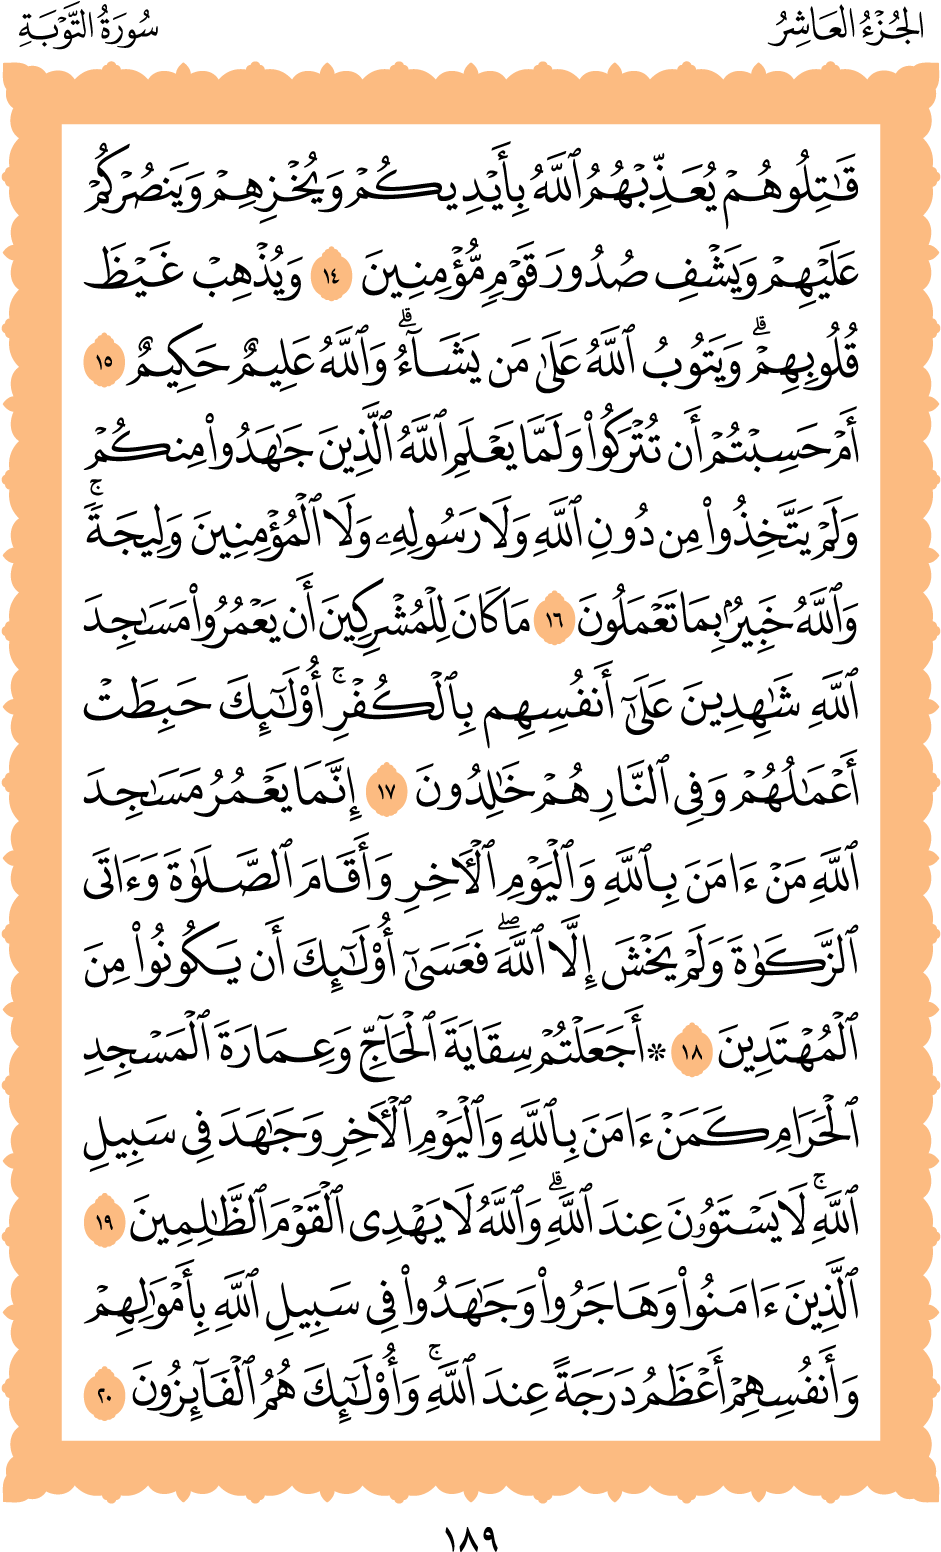 الجُزْءُ العَاشِرُ
سُورَةُ التَّوْبَةِ
قَٰتِلُوهُمْ يُعَذِّبْهُمُ ٱللَّهُ بِأَيْدِيكُمْ وَيُخْزِهِمْ وَيَنصُرْكُمْ
عَلَيْهِمْ وَيَشْفِ صُدُورَ قَوْمٍ مُّؤْمِنِينَ ١٤ وَيُذْهِبْ غَيْظَ
قُلُوبِهِمْۗ وَيَتُوبُ ٱللَّهُ عَلَىٰ مَن يَشَآءُۗ وَٱللَّهُ عَلِيمٌ حَكِيمٌ ١٥
أَمْ حَسِبْتُمْ أَن تُتْرَكُوا۟ وَلَمَّا يَعْلَمِ ٱللَّهُ ٱلَّذِينَ جَٰهَدُوا۟ مِنكُمْ
وَلَمْ يَتَّخِذُوا۟ مِن دُونِ ٱللَّهِ وَلَا رَسُولِهِۦ وَلَا ٱلْمُؤْمِنِينَ وَلِيجَةًۚ
وَٱللَّهُ خَبِيرٌۢ بِمَا تَعْمَلُونَ ١٦ مَا كَانَ لِلْمُشْرِكِينَ أَن يَعْمُرُوا۟ مَسَٰجِدَ
ٱللَّهِ شَٰهِدِينَ عَلَىٰٓ أَنفُسِهِم بِٱلْكُفْرِۚ أُو۟لَٰٓئِكَ حَبِطَتْ
أَعْمَٰلُهُمْ وَفِى ٱلنَّارِ هُمْ خَٰلِدُونَ ١٧ إِنَّمَا يَعْمُرُ مَسَٰجِدَ
ٱللَّهِ مَنْ ءَامَنَ بِٱللَّهِ وَٱلْيَوْمِ ٱلْءَاخِرِ وَأَقَامَ ٱلصَّلَوٰةَ وَءَاتَى
ٱلزَّكَوٰةَ وَلَمْ يَخْشَ إِلَّا ٱللَّهَۖ فَعَسَىٰٓ أُو۟لَٰٓئِكَ أَن يَكُونُوا۟ مِنَ
ٱلْمُهْتَدِينَ ١٨ ۞ أَجَعَلْتُمْ سِقَايَةَ ٱلْحَآجِّ وَعِمَارَةَ ٱلْمَسْجِدِ
ٱلْحَرَامِ كَمَنْ ءَامَنَ بِٱللَّهِ وَٱلْيَوْمِ ٱلْءَاخِرِ وَجَٰهَدَ فِى سَبِيلِ
ٱللَّهِۚ لَا يَسْتَوُۥنَ عِندَ ٱللَّهِۗ وَٱللَّهُ لَا يَهْدِى ٱلْقَوْمَ ٱلظَّٰلِمِينَ ١٩
ٱلَّذِينَ ءَامَنُوا۟ وَهَاجَرُوا۟ وَجَٰهَدُوا۟ فِى سَبِيلِ ٱللَّهِ بِأَمْوَٰلِهِمْ
وَأَنفُسِهِمْ أَعْظَمُ دَرَجَةً عِندَ ٱللَّهِۚ وَأُو۟لَٰٓئِكَ هُمُ ٱلْفَآئِزُونَ ٢٠
١٨٩